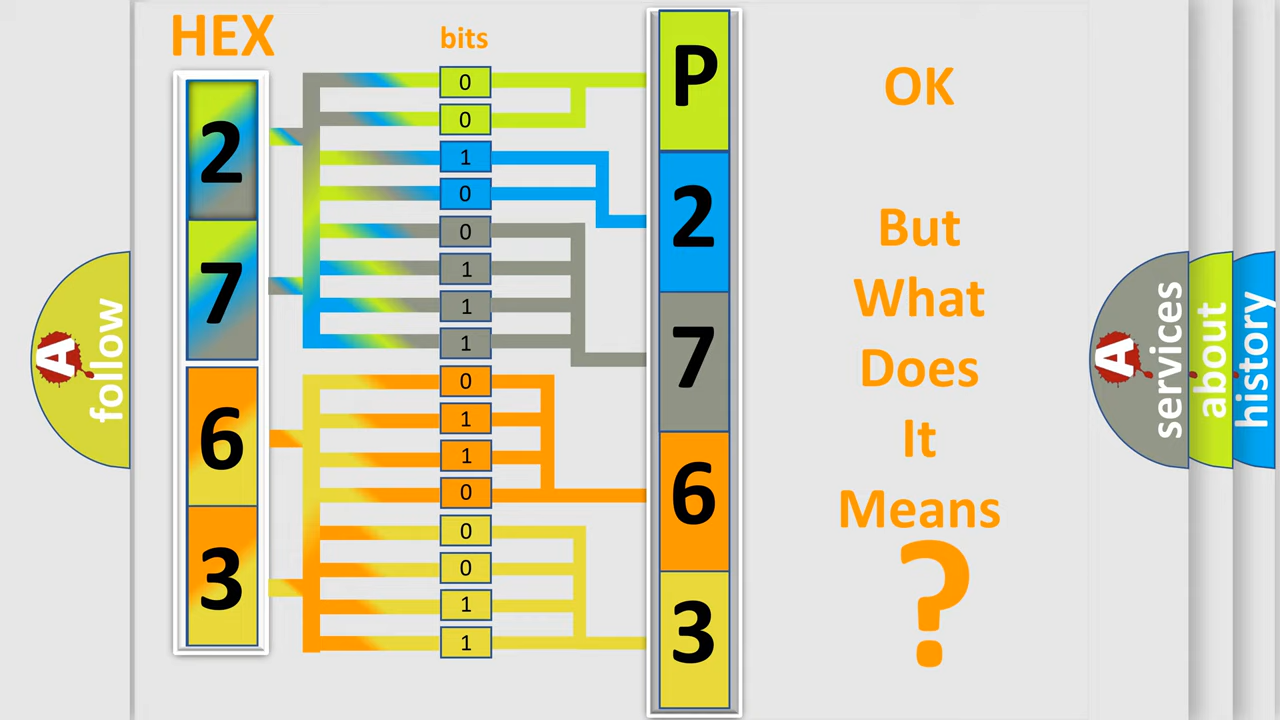 HEX
bits
2
7
6
3
0
0
1
0
0
1
1
1
0
1
1
0
0
0
1
1
P
2
7
6
3
OK
But
What
Does
It
Means
?
A
follow
A
services
about
history